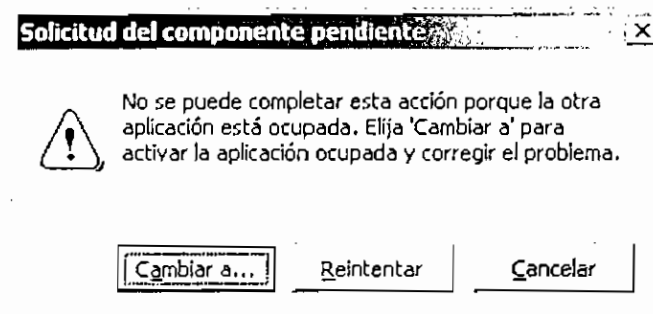 Solicitud del componente pendiente
No se puede completar esta acción porque la otra
aplicación está ocupada. Elija 'Cambiar a' para
activar la aplicación ocupada y corregir el problema.
Cambiar a... Reintentar Cancelar